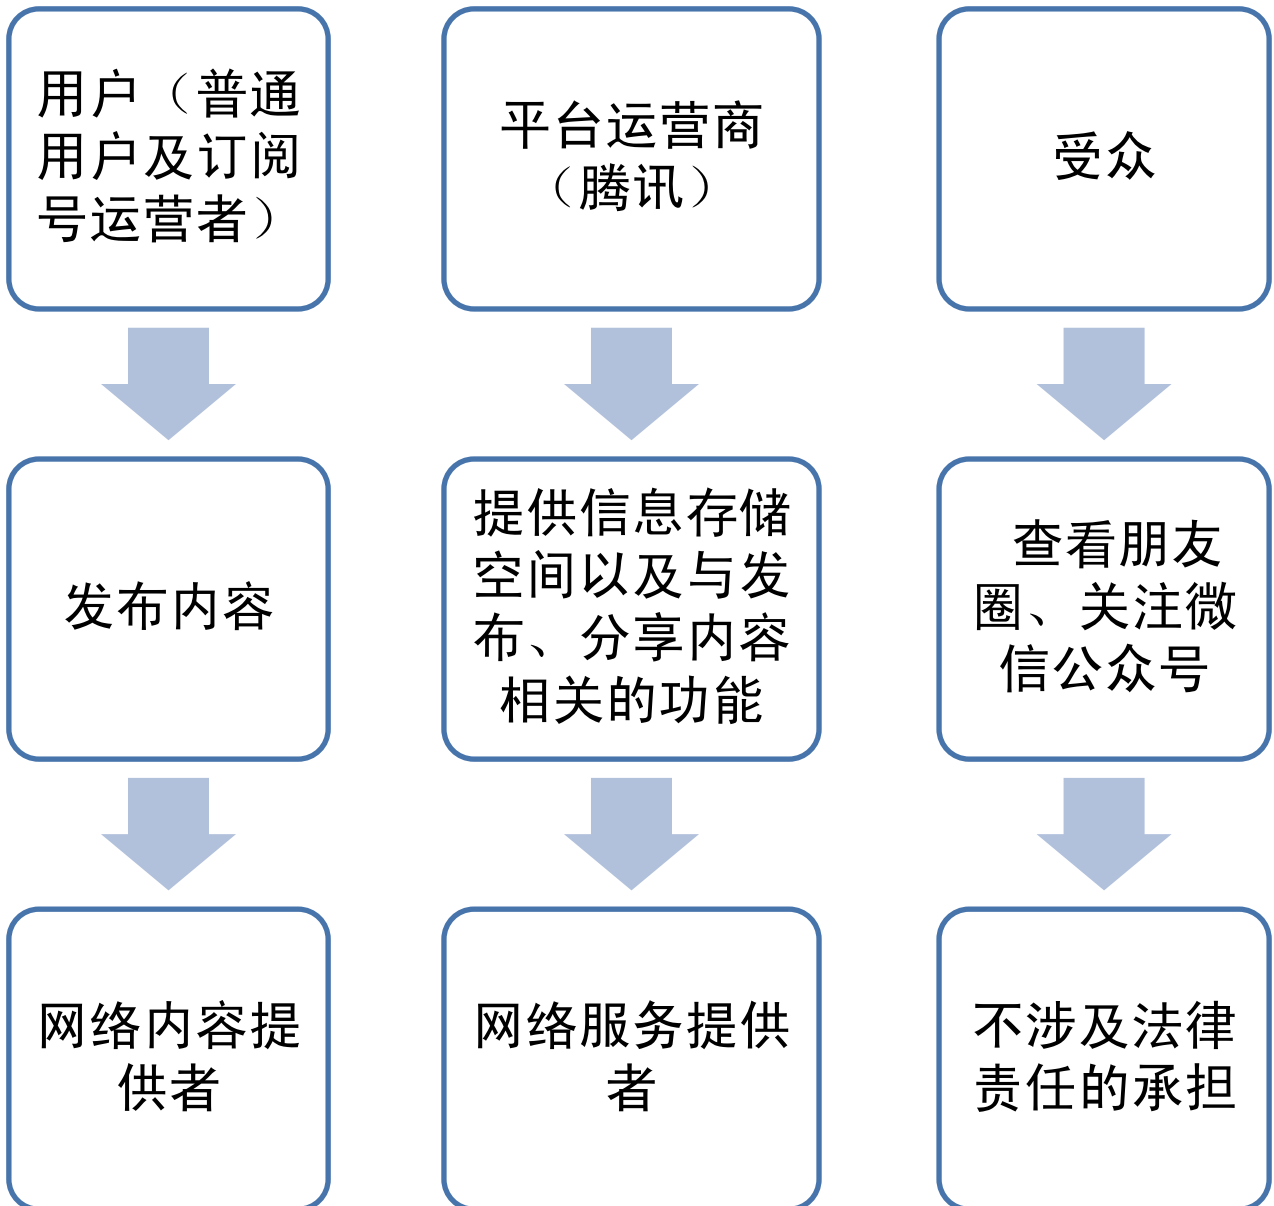 用户（普通
用户及订阅
号运营者）
平台运营商
（腾讯）
受众
发布内容
提供信息存储
空间以及与发
布、分享内容
相关的功能
查看朋友
圈、关注微
信公众号
网络内容提
供者
网络服务提供
者
不涉及法律
责任的承担